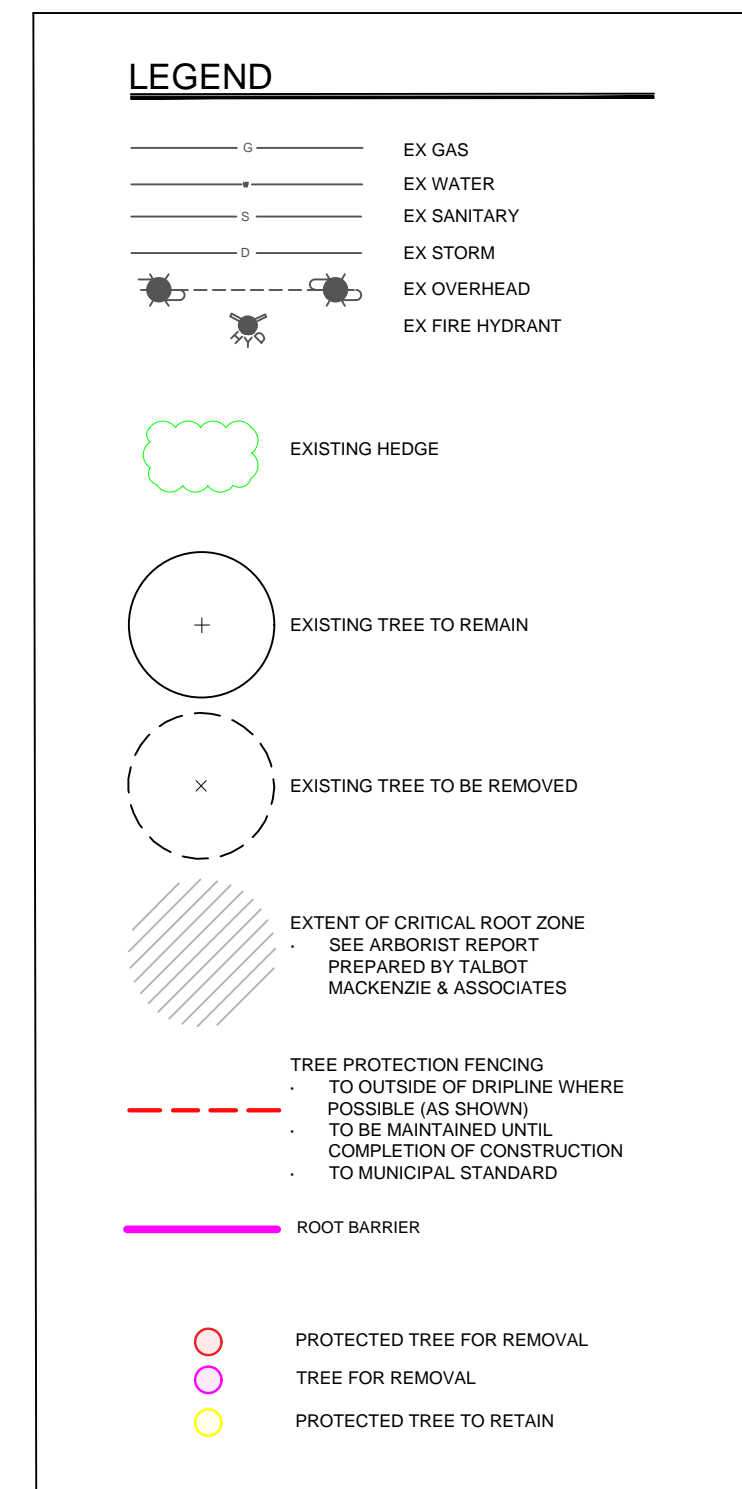 LEGEND
G EX GAS
W EX WATER
S EX SANITARY
D EX STORM
EX OVERHEAD
HYD EX FIRE HYDRANT
EXISTING HEDGE
EXISTING TREE TO REMAIN
EXISTING TREE TO BE REMOVED
EXTENT OF CRITICAL ROOT ZONE
· SEE ARBORIST REPORT
PREPARED BY TALBOT
MACKENZIE & ASSOCIATES
TREE PROTECTION FENCING
· TO OUTSIDE OF DRIPLINE WHERE
POSSIBLE (AS SHOWN)
· TO BE MAINTAINED UNTIL
COMPLETION OF CONSTRUCTION
· TO MUNICIPAL STANDARD
ROOT BARRIER
PROTECTED TREE FOR REMOVAL
TREE FOR REMOVAL
PROTECTED TREE TO RETAIN